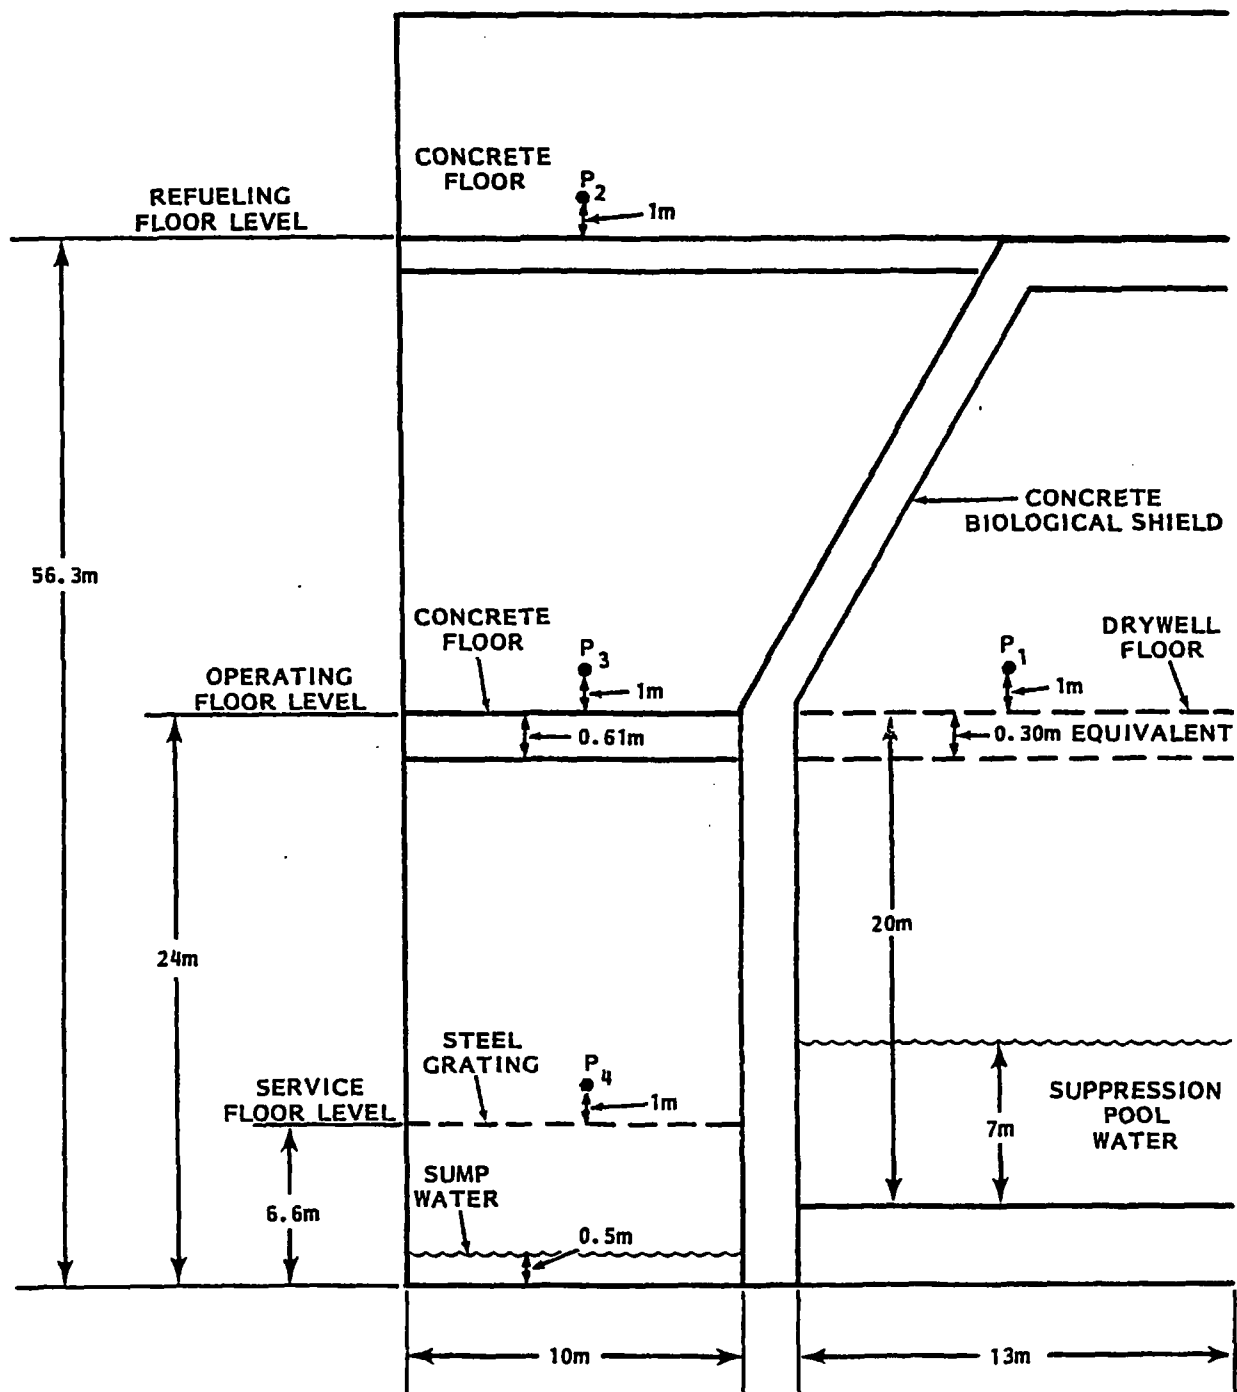 CONCRETE
FLOOR
P2
1m
REFUELING
FLOOR LEVEL
CONCRETE
BIOLOGICAL SHIELD
56.3m
CONCRETE
FLOOR
P3
1m
DRYWELL
FLOOR
P1
1m
OPERATING
FLOOR LEVEL
0.61m
0.30m EQUIVALENT
20m
24m
STEEL
GRATING
P4
1m
SERVICE
FLOOR LEVEL
SUPPRESSION
POOL
WATER
7m
SUMP
WATER
6.6m
0.5m
10m
13m